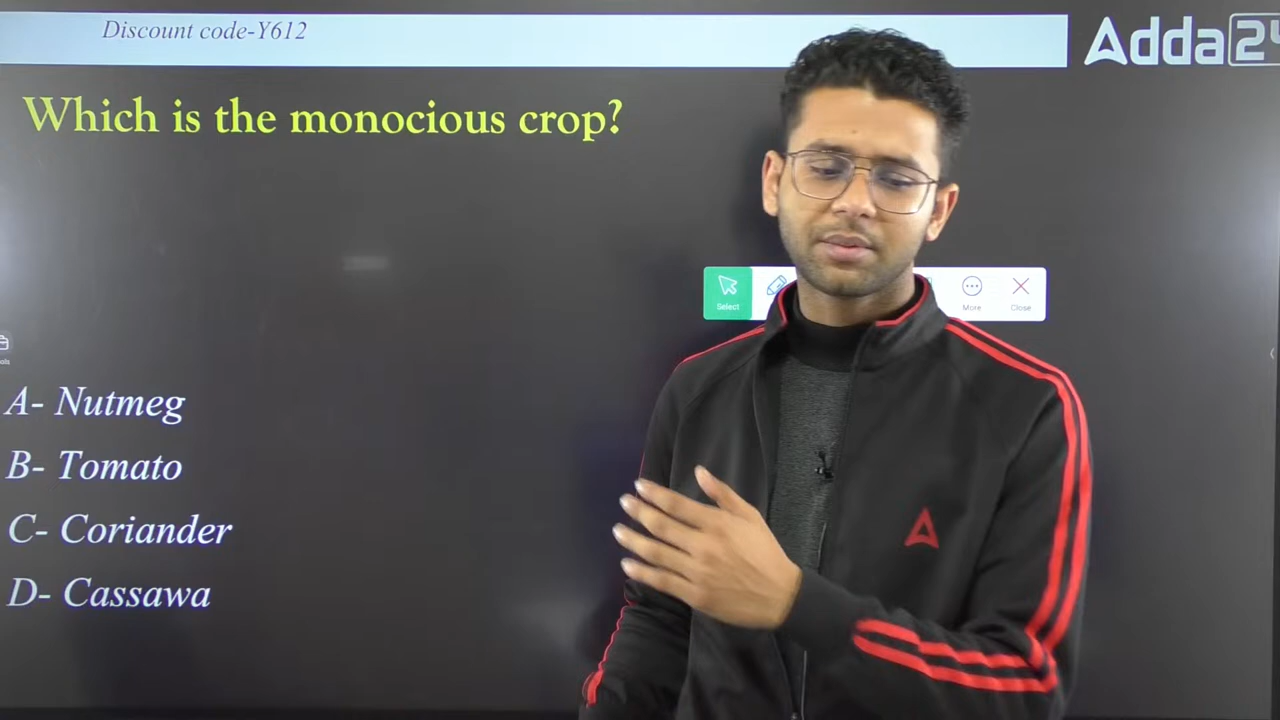 Discount code-Y612
Adda24
Which is the monocious crop?
Select
More
Close
A- Nutmeg
B- Tomato
C- Coriander
D- Cassawa